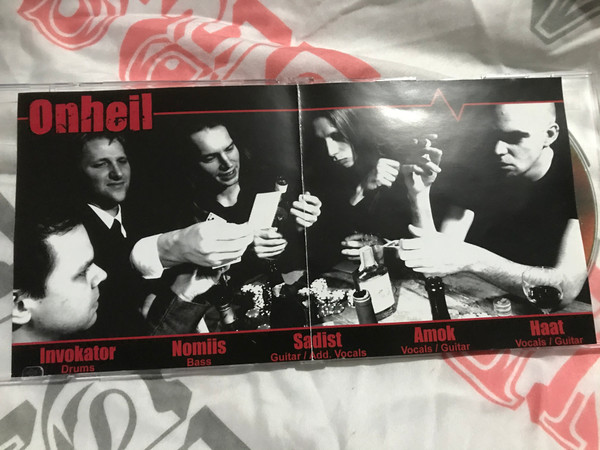 Onheil
Invokator
Drums
Nomiis
Bass
Sadist
Guitar / Add. Vocals
Amok
Vocals / Guitar
Haat
Vocals / Guitar